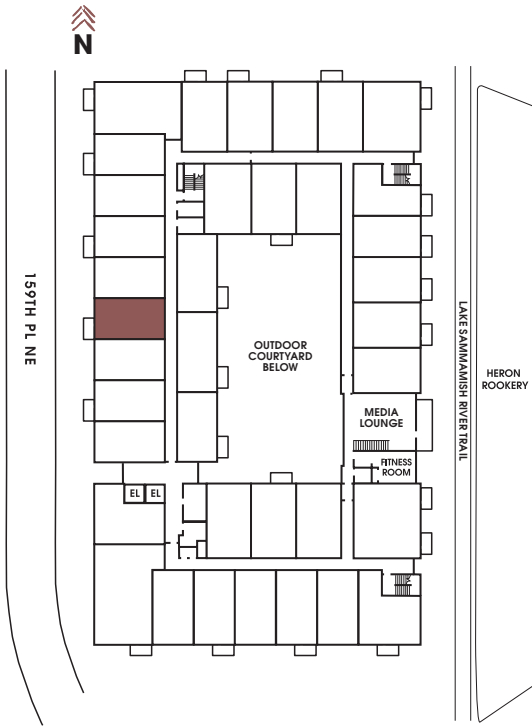 N
159TH PL NE
OUTDOOR
COURTYARD
BELOW
LAKE SAMMAMISH RIVER TRAIL
HERON
ROOKERY
MEDIA
LOUNGE
FITNESS
ROOM
EL EL